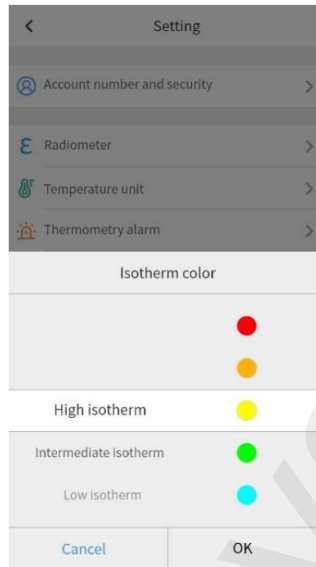 Setting
Account number and security
ε Radiometer
Temperature unit
Thermometry alarm
Isotherm color
High isotherm
Intermediate isotherm
Low isotherm
Cancel OK